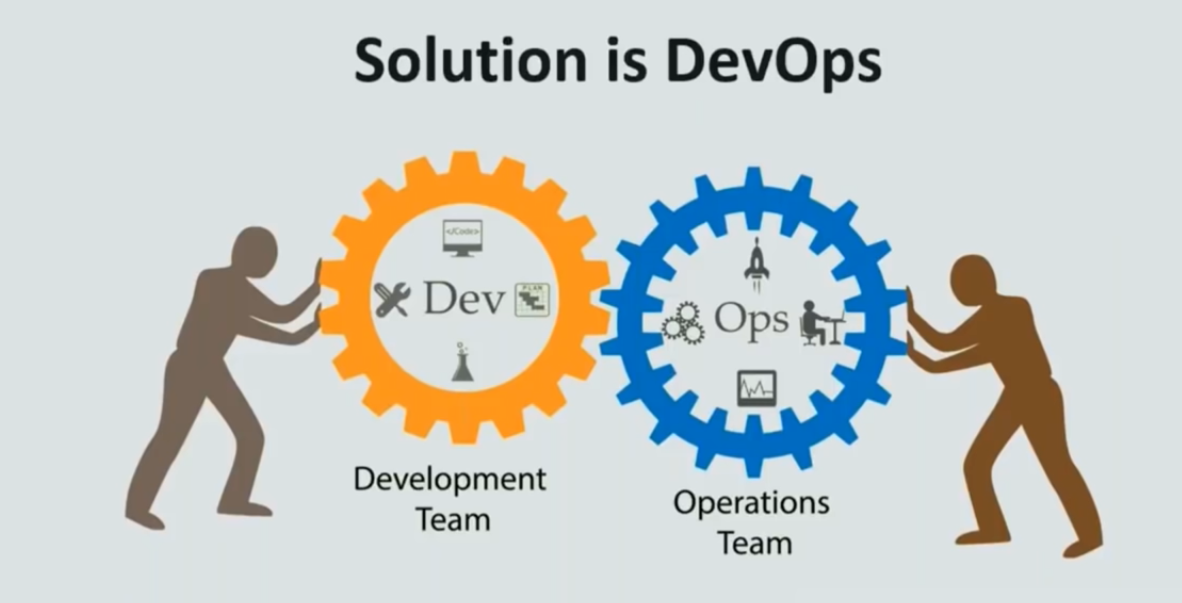 Solution is DevOps
</Code>
Dev
PLAN
Ops
Development
Team
Operations
Team